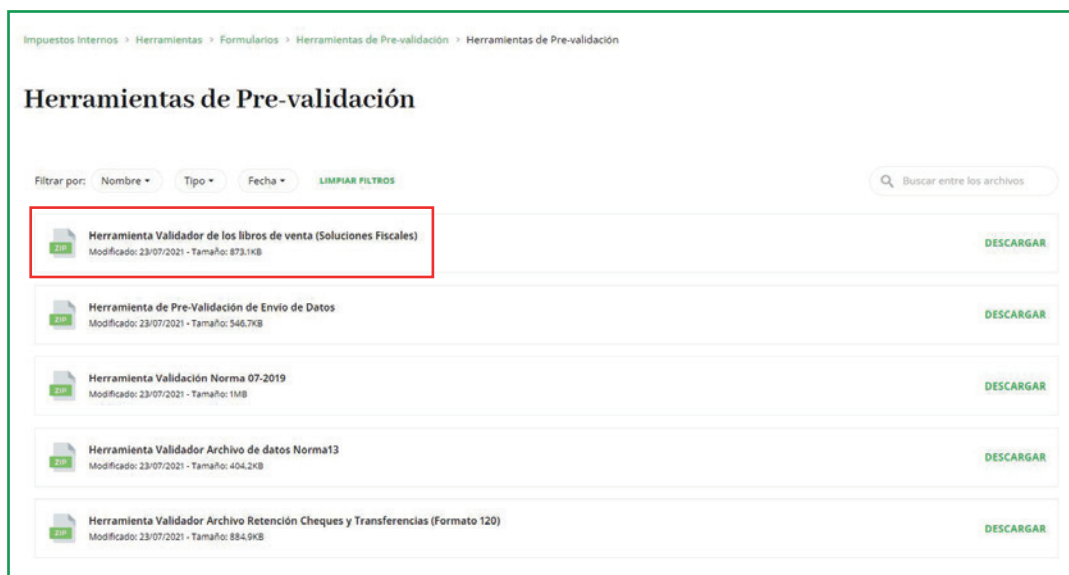 Impuestos Internos > Herramientas > Formularios > Herramientas de Pre-validación > Herramientas de Pre-validación
Herramientas de Pre-validación
Filtrar por: Nombre Tipo Fecha LIMPIAR FILTROS Buscar entre los archivos
ZIP Herramienta Validador de los libros de venta (Soluciones Fiscales)
Modificado: 23/07/2021 - Tamaño: 873,1KB
DESCARGAR
ZIP Herramienta de Pre-Validación de Envío de Datos
Modificado: 23/07/2021 - Tamaño: 546,7KB
DESCARGAR
ZIP Herramienta Validación Norma 07-2019
Modificado: 23/07/2021 - Tamaño: 1MB
DESCARGAR
ZIP Herramienta Validador Archivo de datos Norma13
Modificado: 23/07/2021 - Tamaño: 404,2KB
DESCARGAR
ZIP Herramienta Validador Archivo Retención Cheques y Transferencias (Formato 120)
Modificado: 23/07/2021 - Tamaño: 884,9KB
DESCARGAR